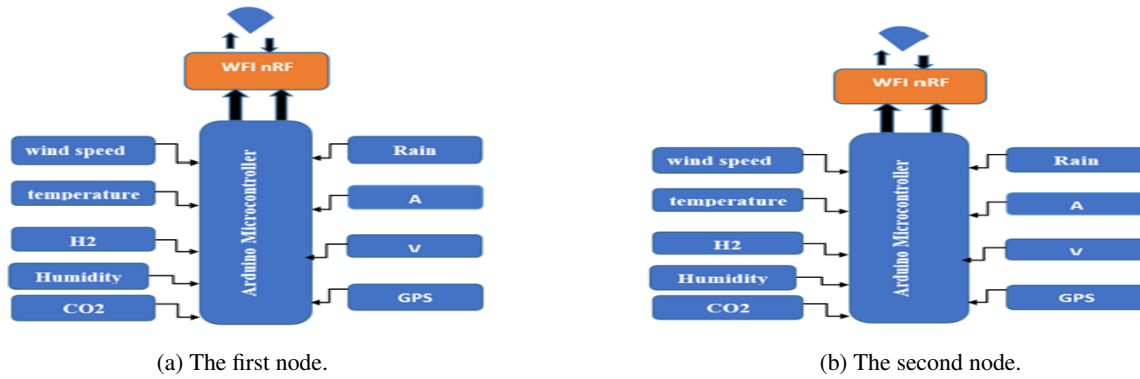 WFI nRF
wind speed
temperature
H2
Humidity
CO2
Arduino Microcontroller
Rain
A
V
GPS
(a) The first node.
WFI nRF
wind speed
temperature
H2
Humidity
CO2
Arduino Microcontroller
Rain
A
V
GPS
(b) The second node.